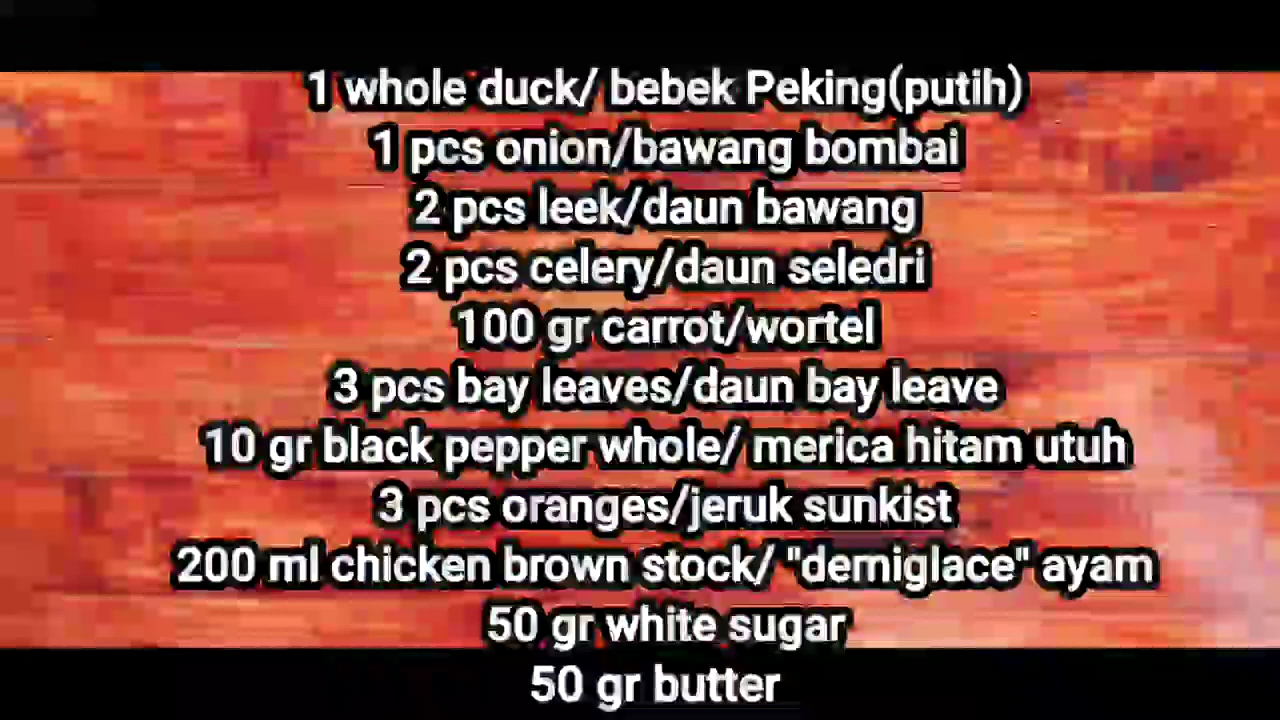 1 whole duck/ bebek Peking(putih)
1 pcs onion/bawang bombai
2 pcs leek/daun bawang
2 pcs celery/daun seledri
100 gr carrot/wortel
3 pcs bay leaves/daun bay leave
10 gr black pepper whole/ merica hitam utuh
3 pcs oranges/jeruk sunkist
200 ml chicken brown stock/ "demiglace" ayam
50 gr white sugar
50 gr butter